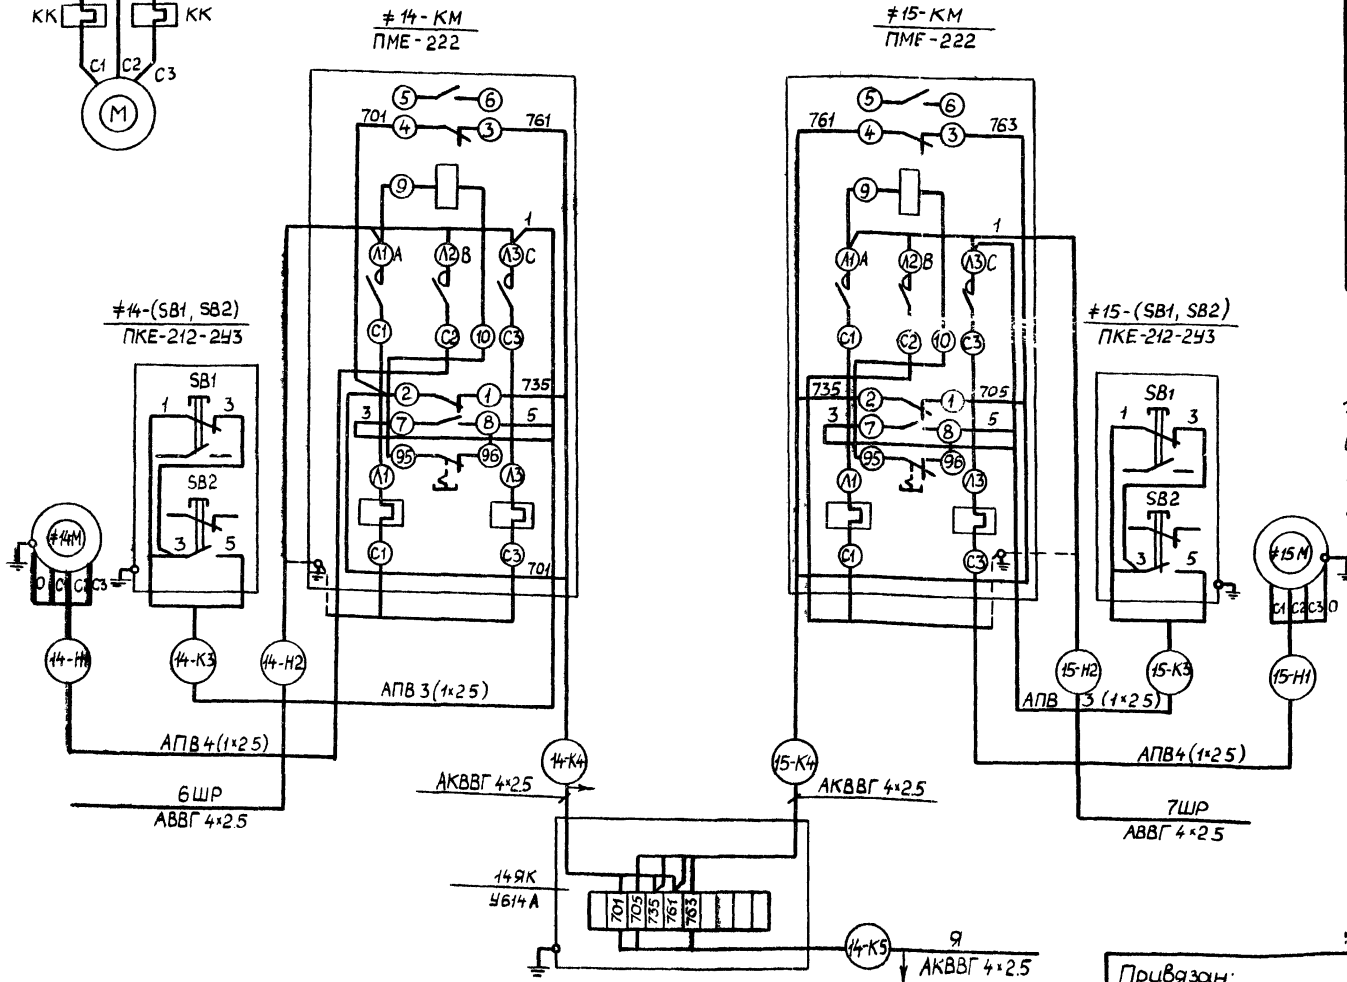 КК
КК
С1
С2
С3
М
≠14-КМ
ПМЕ-222
≠15-КМ
ПМЕ-222
5
6
701
4
3
761
9
1
Л1
А
Л2
В
Л3
С
С1
С2
10
С3
2
1
735
3
7
8
5
95
96
Л1
Л3
С1
С3
701
5
6
761
4
3
763
9
1
Л1
А
Л2
В
Л3
С
С1
С2
10
С3
735
2
1
705
3
7
8
5
95
96
Л1
Л3
С1
С3
≠14-(SB1, SB2)
ПКЕ-212-2У3
SB1
1
3
SB2
3
5
≠15-(SB1, SB2)
ПКЕ-212-2У3
SB1
1
3
SB2
3
5
≠14М
О
С1
С2
С3
≠15М
С1
С2
С3
О
14-Н1
14-К3
14-Н2
15-Н2
15-К3
15-Н1
АПВ 3(1×2.5)
АПВ 3 (1×2.5)
АПВ4(1×2.5)
АПВ4(1×2.5)
14-К4
15-К4
АКВВГ 4×2.5
АКВВГ 4×2.5
6ШР
АВВГ 4×2.5
7ШР
АВВГ 4×2.5
14ЯК
У614А
701
705
735
761
763
14-К5
Я
АКВВГ 4×2.5
Привязан: